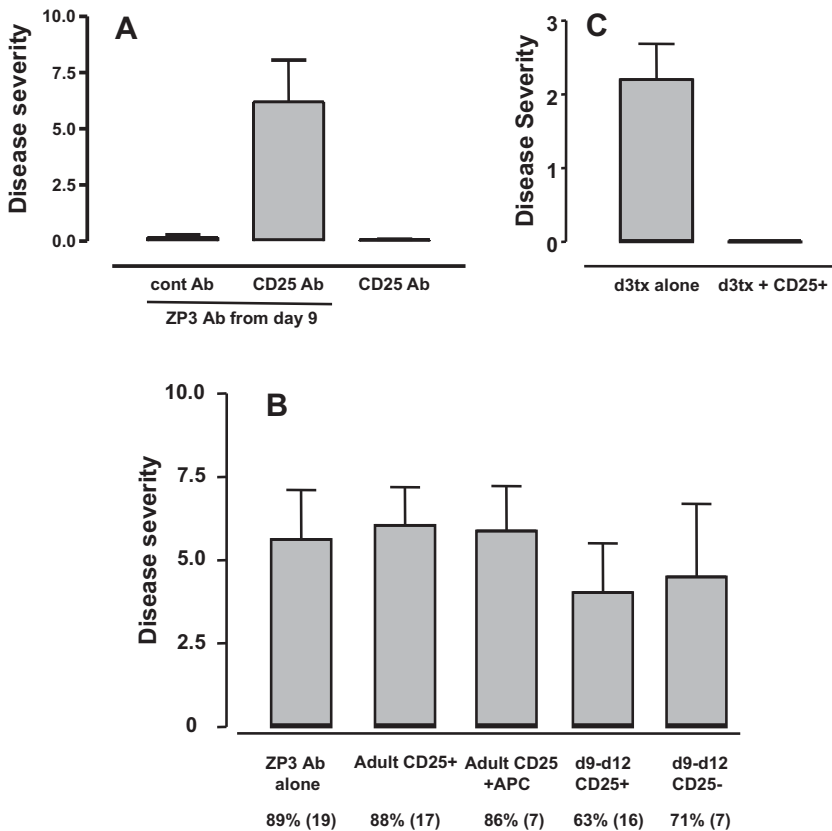 A
Disease severity
10.0
7.5
5.0
2.5
0.0
cont Ab CD25 Ab CD25 Ab
ZP3 Ab from day 9
C
Disease Severity
3
2
1
0
d3tx alone d3tx + CD25+
B
Disease severity
10.0
7.5
5.0
2.5
0
ZP3 Ab alone Adult CD25+ Adult CD25 +APC d9-d12 CD25+ d9-d12 CD25-
89% (19) 88% (17) 86% (7) 63% (16) 71% (7)